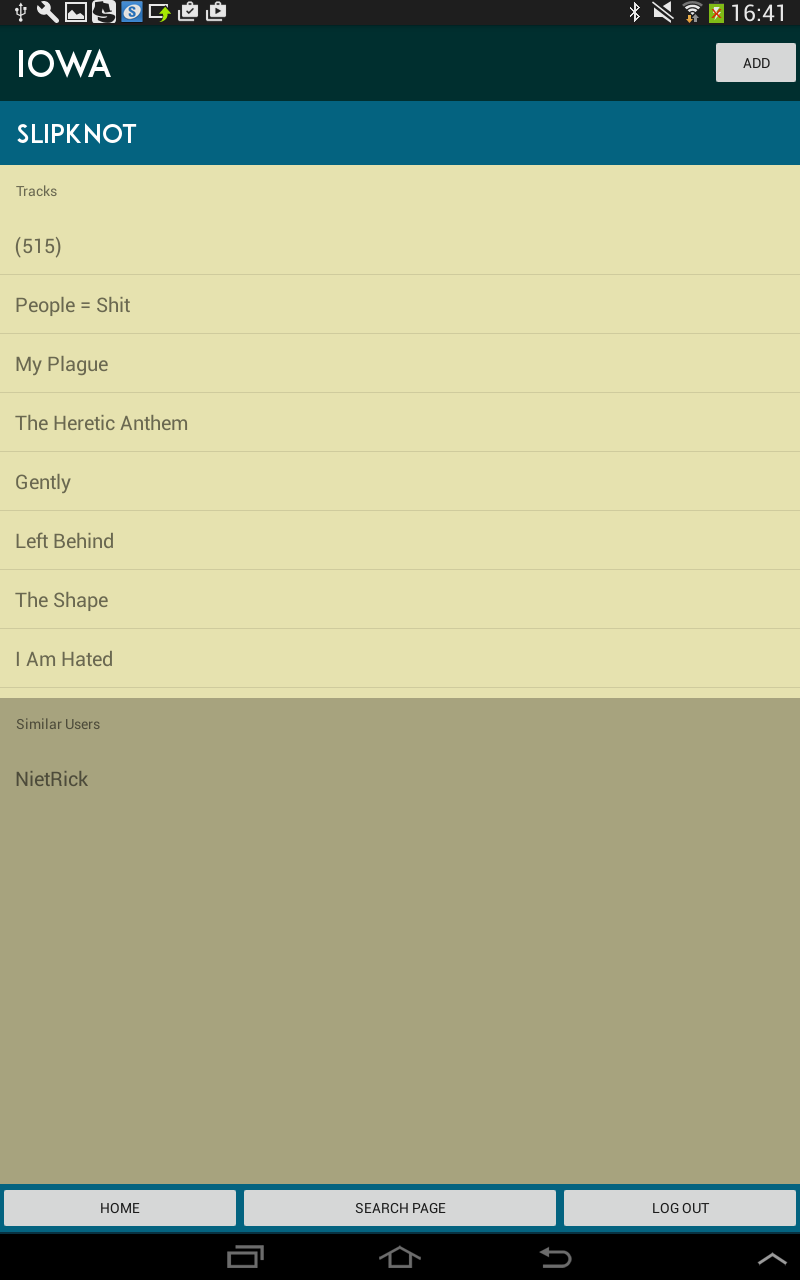 16:41
IOWA
ADD
SLIPKNOT
Tracks
(515)
People = Shit
My Plague
The Heretic Anthem
Gently
Left Behind
The Shape
I Am Hated
Similar Users
NietRick
HOME
SEARCH PAGE
LOG OUT